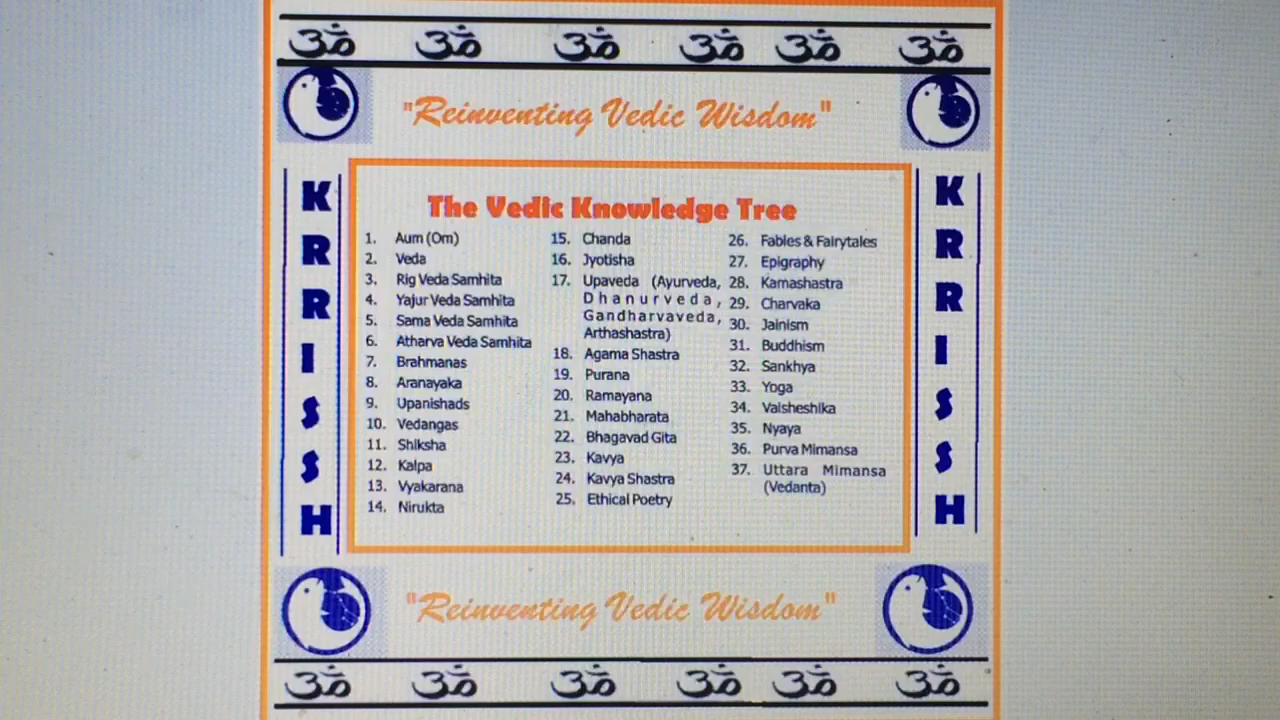 ॐ ॐ ॐ ॐ ॐ ॐ
"Reinventing Vedic Wisdom"
K
R
R
I
S
S
H
The Vedic Knowledge Tree
1. Aum (Om)
2. Veda
3. Rig Veda Samhita
4. Yajur Veda Samhita
5. Sama Veda Samhita
6. Atharva Veda Samhita
7. Brahmanas
8. Aranayaka
9. Upanishads
10. Vedangas
11. Shiksha
12. Kalpa
13. Vyakarana
14. Nirukta
15. Chanda
16. Jyotisha
17. Upaveda (Ayurveda,
Dhanurveda,
Gandharvaveda,
Arthashastra)
18. Agama Shastra
19. Purana
20. Ramayana
21. Mahabharata
22. Bhagavad Gita
23. Kavya
24. Kavya Shastra
25. Ethical Poetry
26. Fables & Fairytales
27. Epigraphy
28. Kamashastra
29. Charvaka
30. Jainism
31. Buddhism
32. Sankhya
33. Yoga
34. Vaisheshika
35. Nyaya
36. Purva Mimansa
37. Uttara Mimansa
(Vedanta)
K
R
R
I
S
S
H
"Reinventing Vedic Wisdom"
ॐ ॐ ॐ ॐ ॐ ॐ